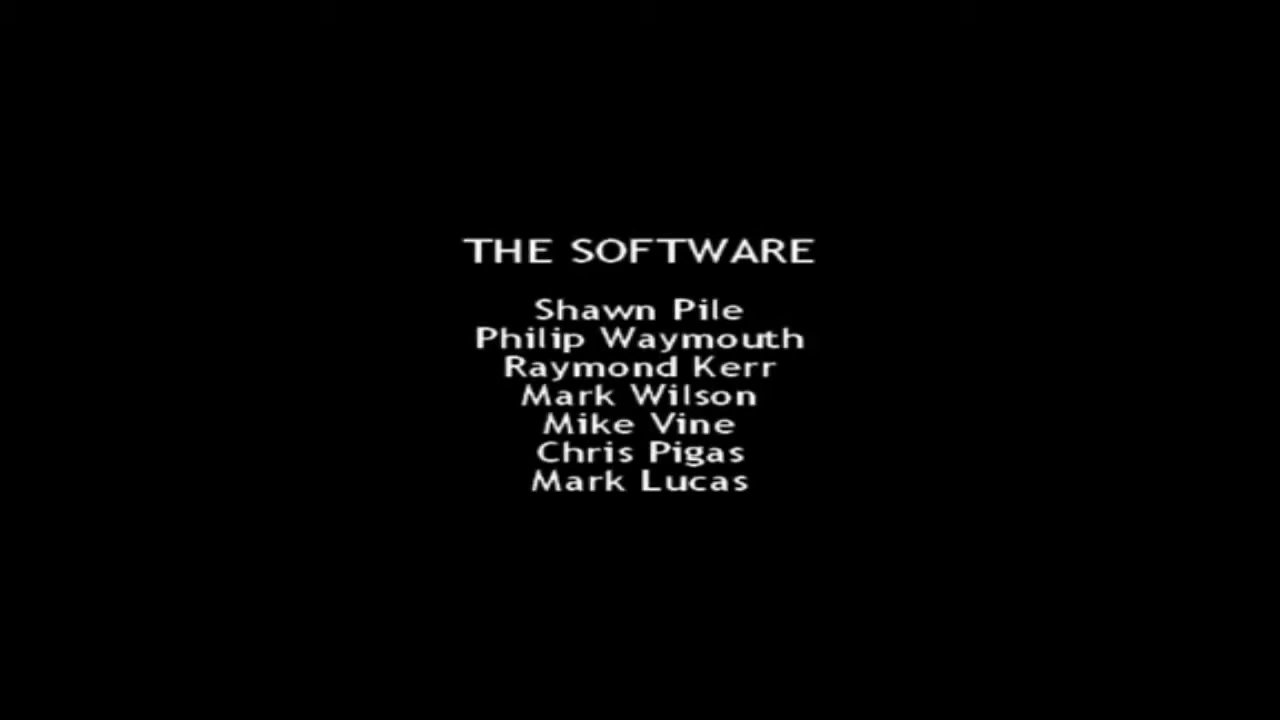 THE SOFTWARE
Shawn Pile
Philip Waymouth
Raymond Kerr
Mark Wilson
Mike Vine
Chris Pigas
Mark Lucas